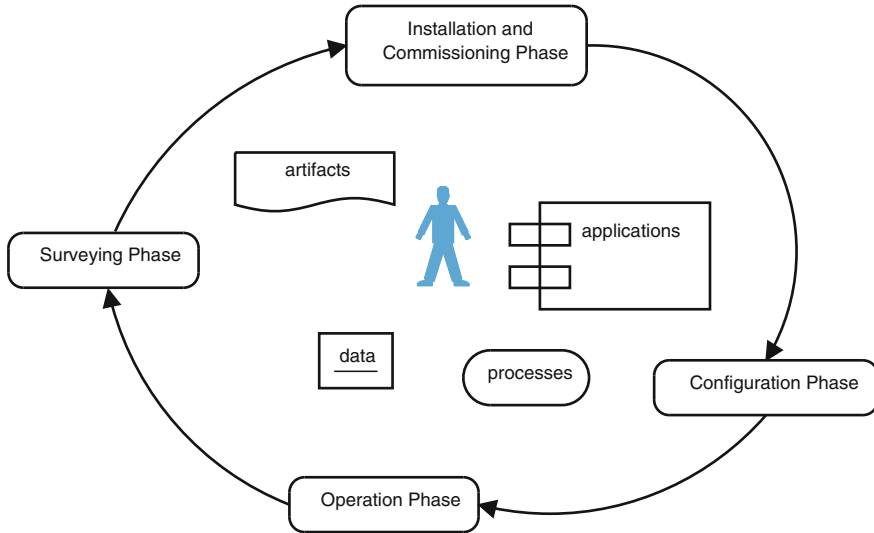 Installation and
Commissioning Phase
artifacts
applications
Surveying Phase
data
processes
Configuration Phase
Operation Phase